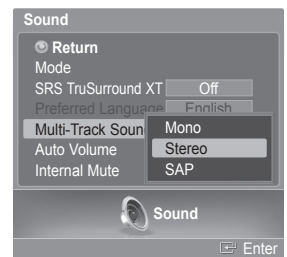 Sound
Return
Mode
SRS TruSurround XT Off
Preferred Language English
Multi-Track Soun
Mono
Auto Volume
Stereo
Internal Mute
SAP
Sound
Enter